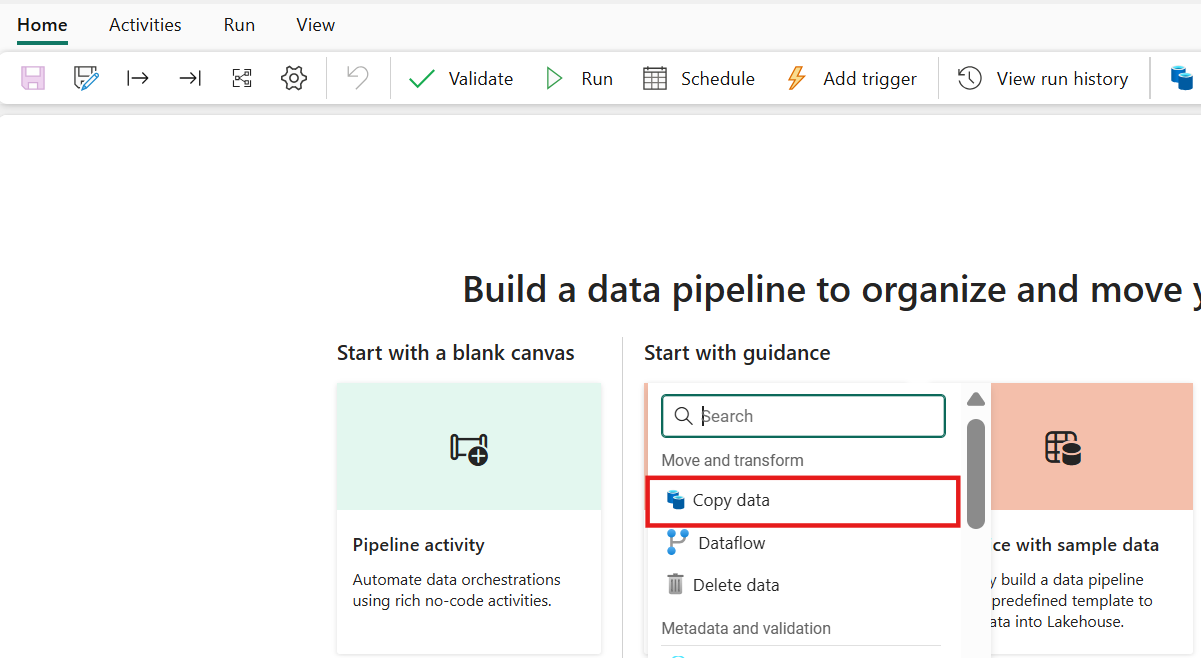 Home Activities Run View
Validate Run Schedule Add trigger View run history
Build a data pipeline to organize and move
Start with a blank canvas
Start with guidance
Search
Move and transform
Copy data
Dataflow
Delete data
Metadata and validation
Pipeline activity
Automate data orchestrations
using rich no-code activities.
with sample data
build a data pipeline
predefined template to
into Lakehouse.